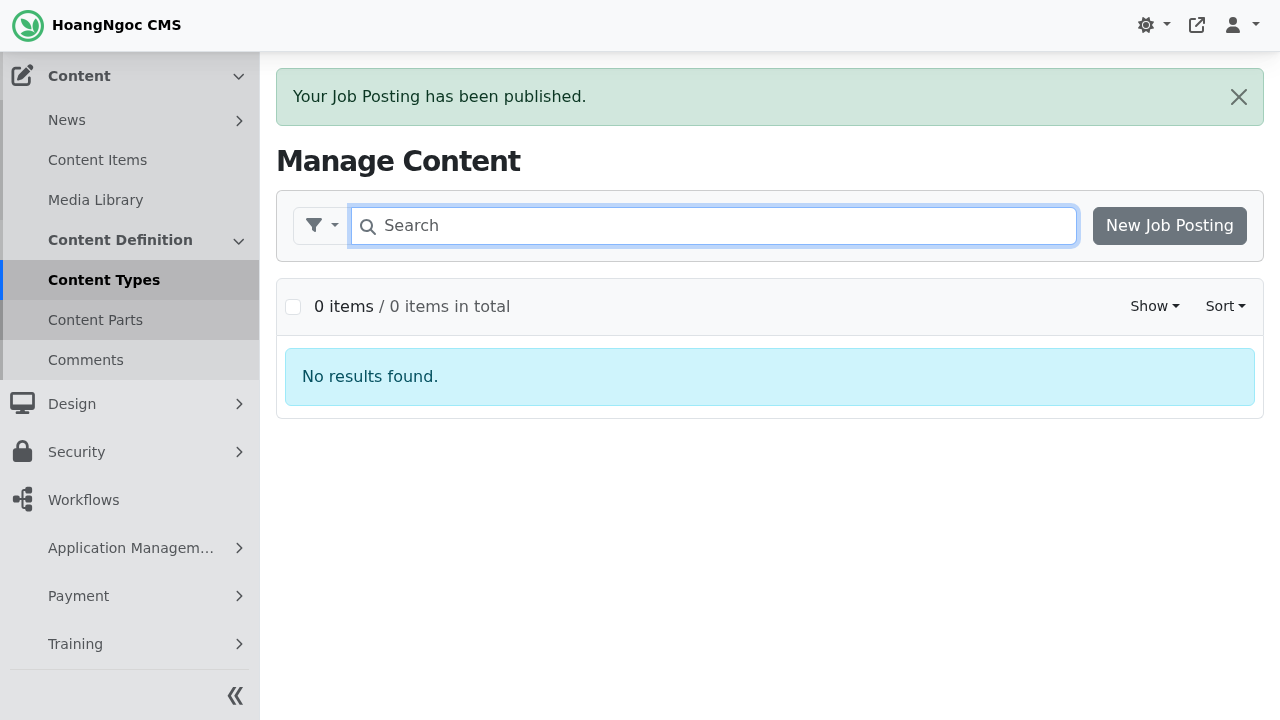 HoangNgoc CMS
Content
News
Content Items
Media Library
Content Definition
Content Types
Content Parts
Comments
Design
Security
Workflows
Application Managem...
Payment
Training
Your Job Posting has been published.
Manage Content
Search
New Job Posting
0 items / 0 items in total
Show
Sort
No results found.